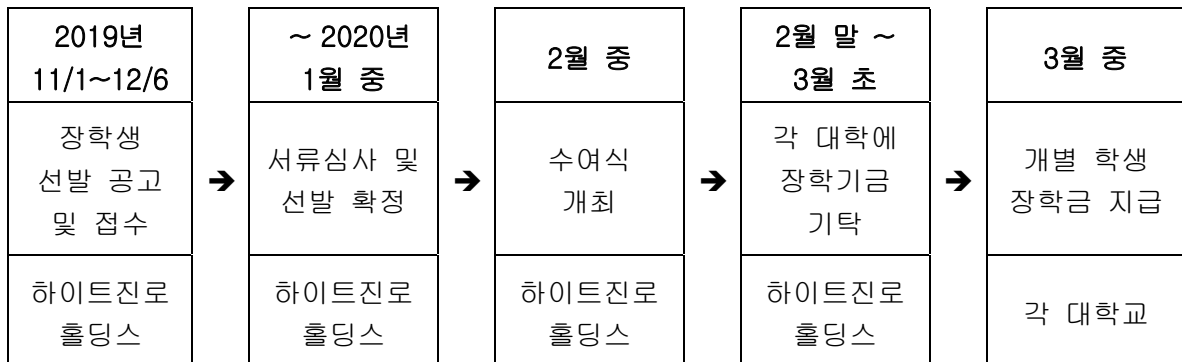 2019년
11/1~12/6
장학생
선발 공고
및 접수
하이트진로
홀딩스
➔
~ 2020년
1월 중
서류심사 및
선발 확정
하이트진로
홀딩스
➔
2월 중
수여식
개최
하이트진로
홀딩스
➔
2월 말 ~
3월 초
각 대학에
장학기금
기탁
하이트진로
홀딩스
➔
3월 중
개별 학생
장학금 지급
각 대학교